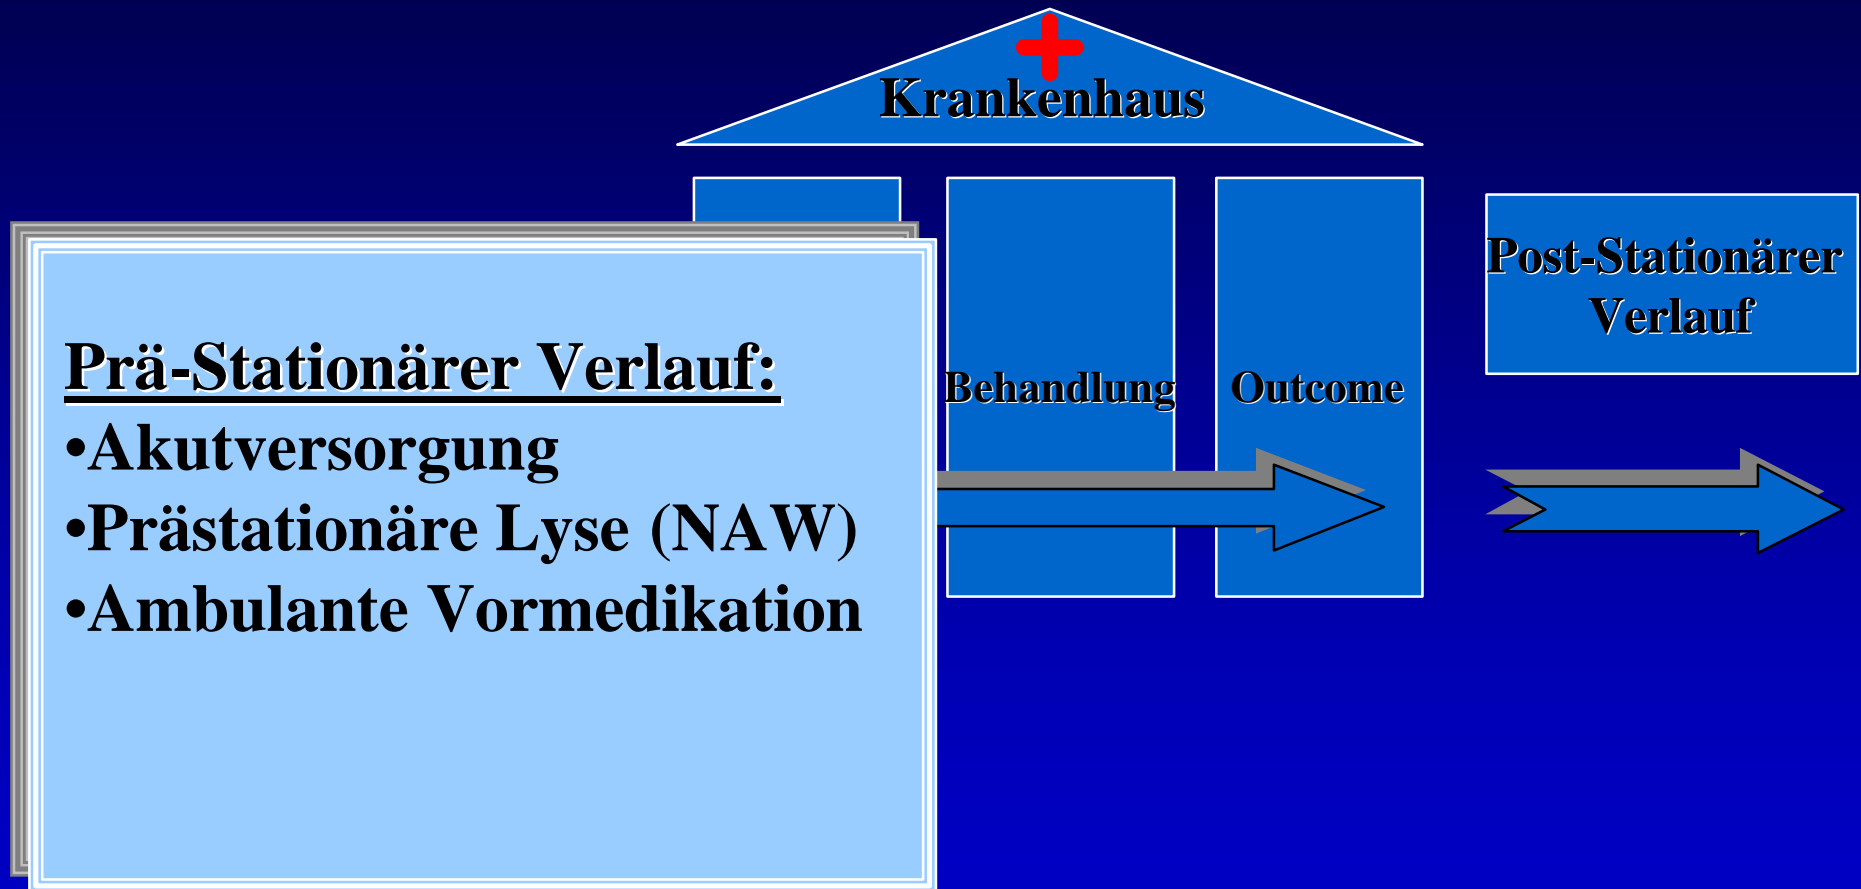 Krankenhaus
Post-Stationärer
Verlauf
Prä-Stationärer Verlauf:
•Akutversorgung
•Prästationäre Lyse (NAW)
•Ambulante Vormedikation
Behandlung
Outcome